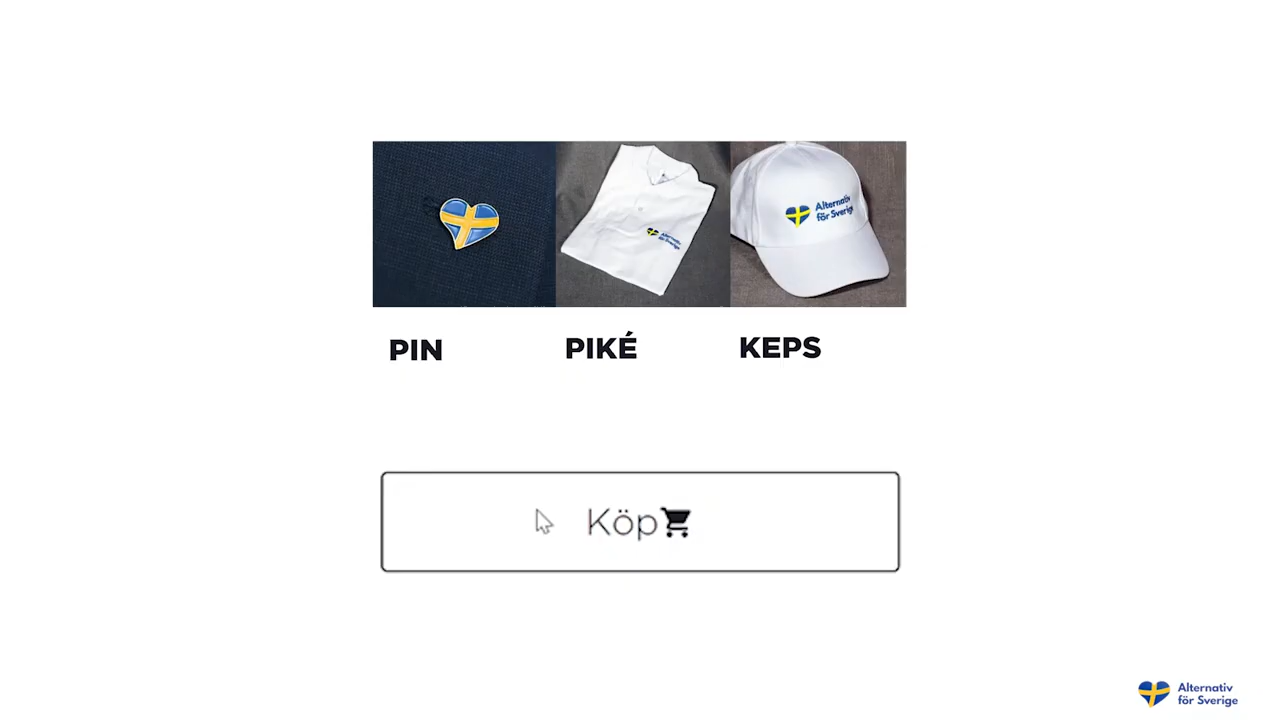 Alternativ
för Sverige
Alternativ
för Sverige
PIN
PIKÉ
KEPS
Köp
Alternativ
för Sverige